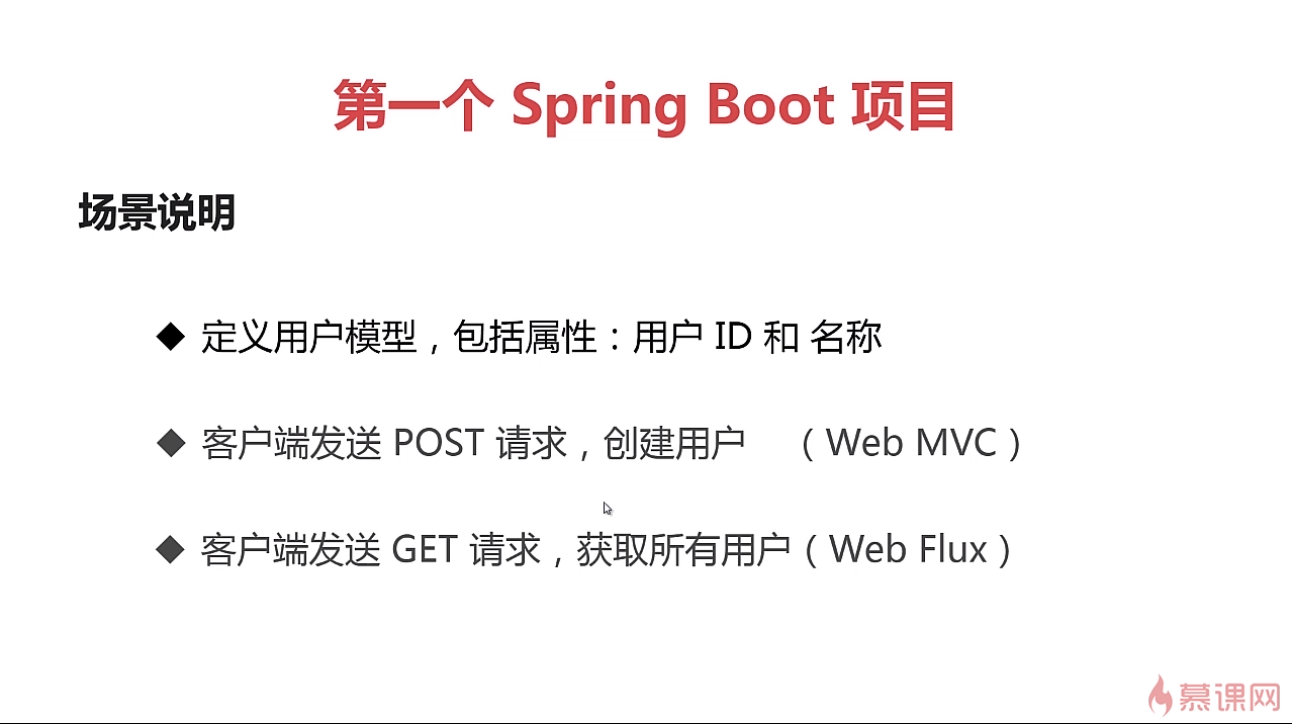 第一个 Spring Boot 项目
场景说明
◆ 定义用户模型，包括属性：用户 ID 和 名称
◆ 客户端发送 POST 请求，创建用户 （Web MVC）
◆ 客户端发送 GET 请求，获取所有用户（Web Flux）
慕课网